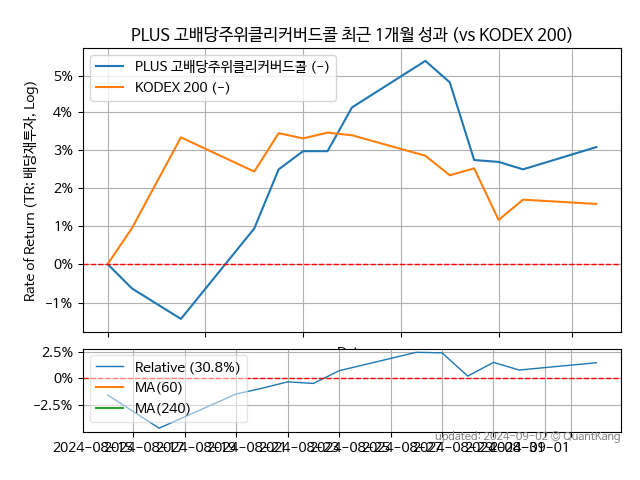 PLUS 고배당주위클리커버드콜 최근 1개월 성과 (vs KODEX 200)
PLUS 고배당주위클리커버드콜 (-)
KODEX 200 (-)
Rate of Return (TR: 배당재투자, Log)
5%
4%
3%
2%
1%
0%
-1%
2.5%
0%
-2.5%
Relative (30.8%)
MA(60)
MA(240)
updated: 2024-09-02 © QuantKang
2024-08-15